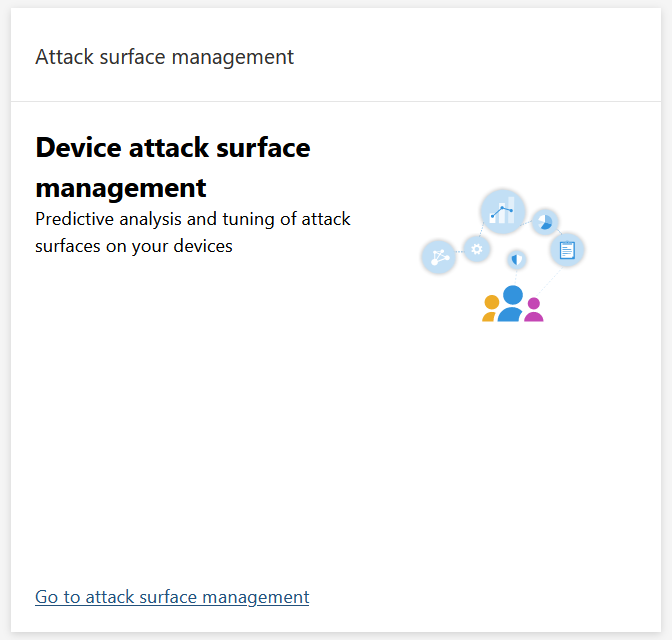 Attack surface management
Device attack surface
management
Predictive analysis and tuning of attack
surfaces on your devices
Go to attack surface management